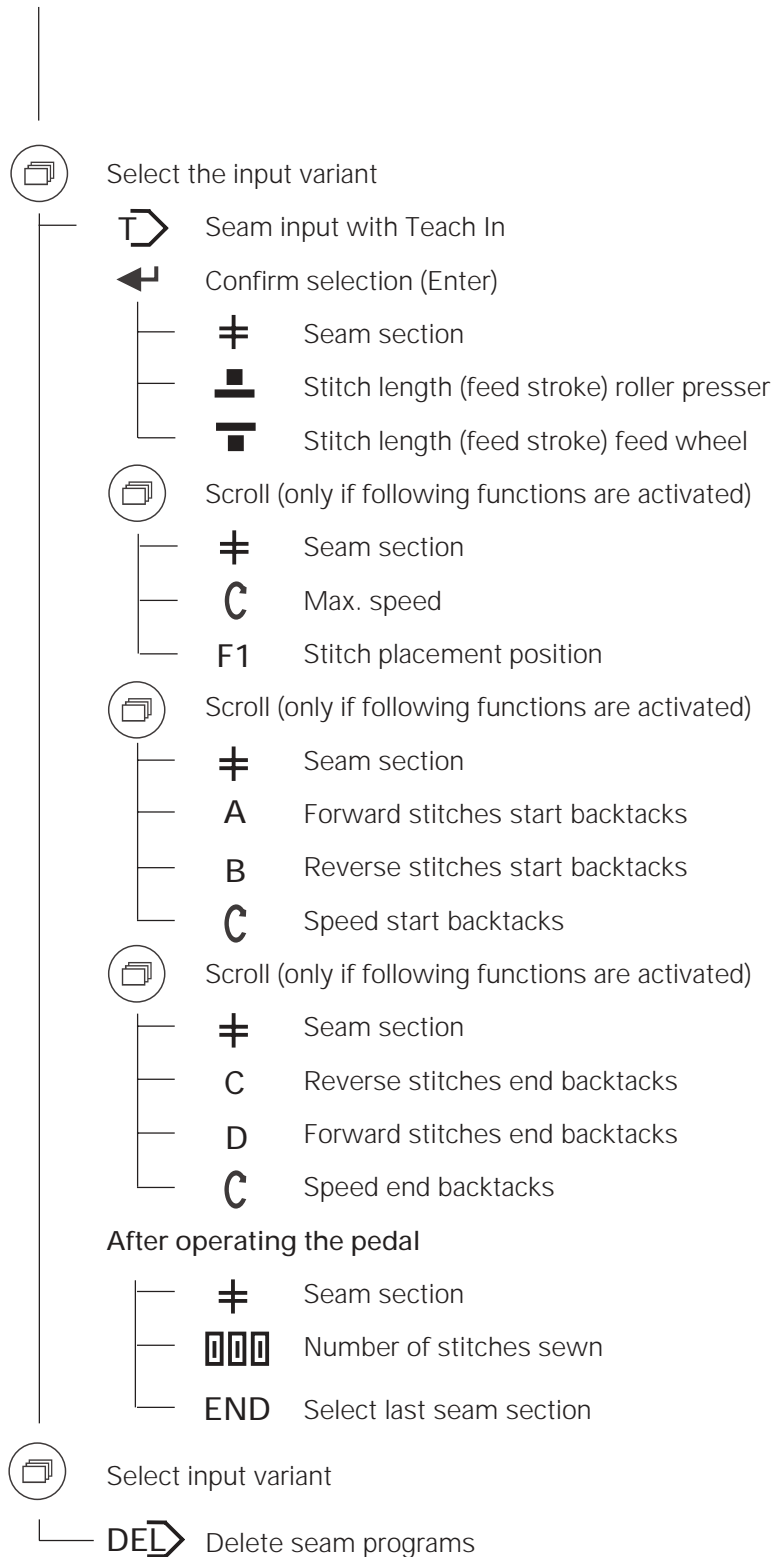 Select the input variant
T Seam input with Teach In
Confirm selection (Enter)
Seam section
Stitch length (feed stroke) roller presser
Stitch length (feed stroke) feed wheel
Scroll (only if following functions are activated)
Seam section
Max. speed
F1 Stitch placement position
Scroll (only if following functions are activated)
Seam section
A Forward stitches start backtacks
B Reverse stitches start backtacks
Speed start backtacks
Scroll (only if following functions are activated)
Seam section
C Reverse stitches end backtacks
D Forward stitches end backtacks
Speed end backtacks
After operating the pedal
Seam section
Number of stitches sewn
END Select last seam section
Select input variant
DEL Delete seam programs